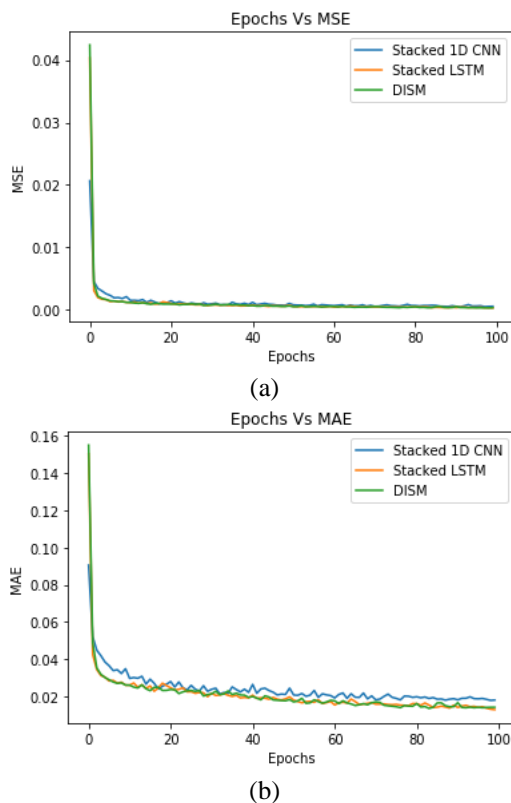 Epochs Vs MSE
0.04
0.03
0.02
0.01
0.00
MSE
Stacked 1D CNN
Stacked LSTM
DISM
0 20 40 60 80 100
Epochs
(a)
Epochs Vs MAE
0.16
0.14
0.12
0.10
0.08
0.06
0.04
0.02
MAE
Stacked 1D CNN
Stacked LSTM
DISM
0 20 40 60 80 100
Epochs
(b)